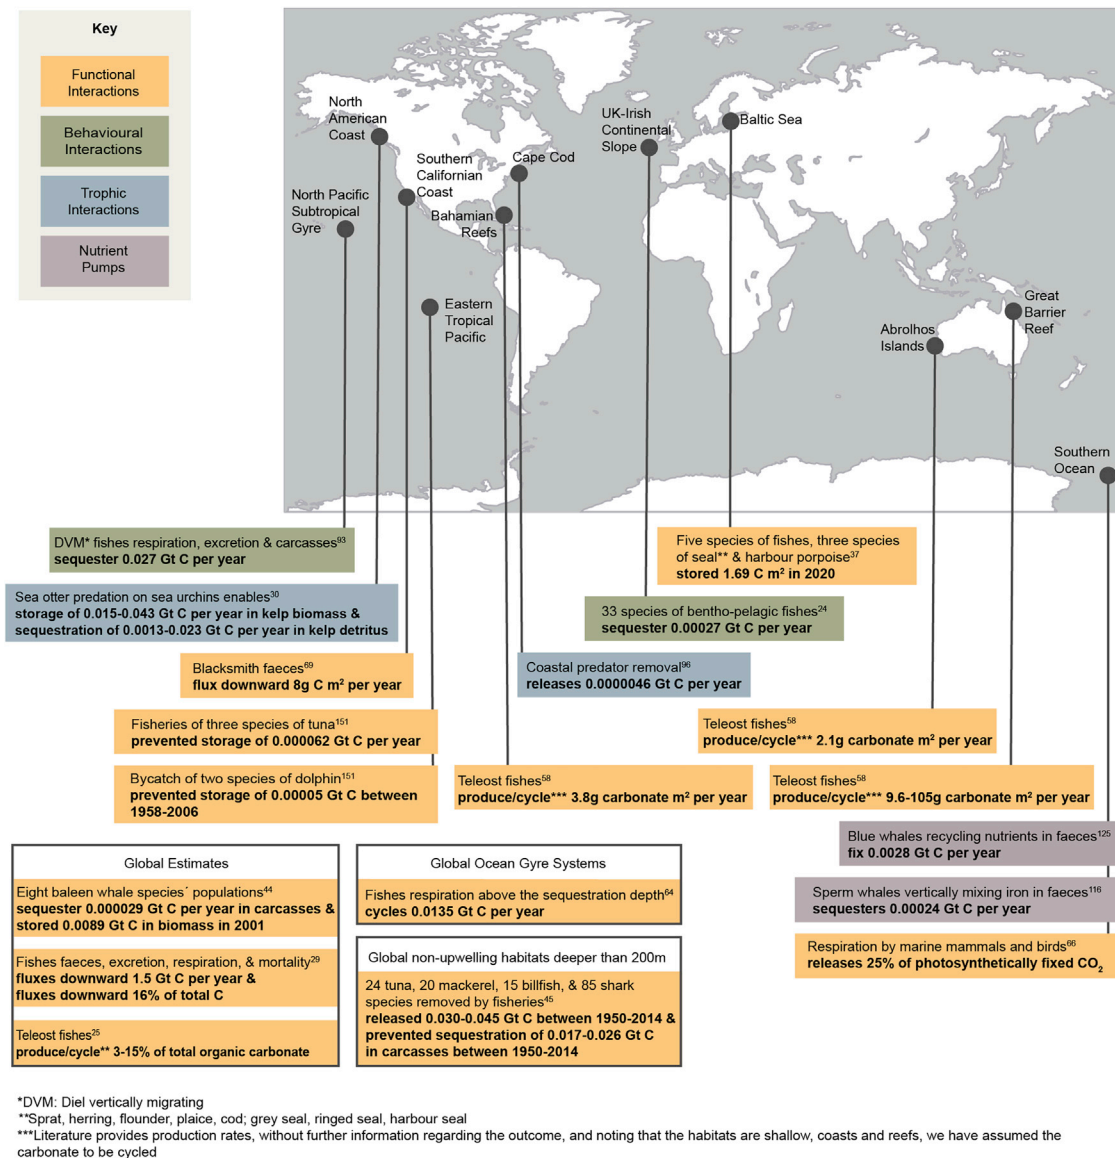 Key
Functional
Interactions
Behavioural
Interactions
Trophic
Interactions
Nutrient
Pumps
North
American
Coast
Southern
Californian
Coast
North Pacific
Subtropical
Gyre
Cape Cod
Bahamian
Reefs
Eastern
Tropical
Pacific
UK-Irish
Continental
Slope
Baltic Sea
Great
Barrier
Reef
Abrolhos
Islands
Southern
Ocean
DVM* fishes respiration, excretion & carcasses93
sequester 0.027 Gt C per year
Sea otter predation on sea urchins enables30
storage of 0.015-0.043 Gt C per year in kelp biomass &
sequestration of 0.0013-0.023 Gt C per year in kelp detritus
Blacksmith faeces69
flux downward 8g C m² per year
Fisheries of three species of tuna151
prevented storage of 0.000062 Gt C per year
Bycatch of two species of dolphin151
prevented storage of 0.00005 Gt C between
1958-2006
Five species of fishes, three species
of seal** & harbour porpoise37
stored 1.69 C m² in 2020
33 species of bentho-pelagic fishes24
sequester 0.00027 Gt C per year
Coastal predator removal96
releases 0.0000046 Gt C per year
Teleost fishes58
produce/cycle*** 2.1g carbonate m² per year
Teleost fishes58
produce/cycle*** 3.8g carbonate m² per year
Teleost fishes58
produce/cycle*** 9.6-105g carbonate m² per year
Blue whales recycling nutrients in faeces125
fix 0.0028 Gt C per year
Sperm whales vertically mixing iron in faeces116
sequesters 0.00024 Gt C per year
Respiration by marine mammals and birds66
releases 25% of photosynthetically fixed CO₂
Global Estimates
Eight baleen whale species´ populations44
sequester 0.000029 Gt C per year in carcasses &
stored 0.0089 Gt C in biomass in 2001
Fishes faeces, excretion, respiration, & mortality29
fluxes downward 1.5 Gt C per year &
fluxes downward 16% of total C
Teleost fishes25
produce/cycle** 3-15% of total organic carbonate
Global Ocean Gyre Systems
Fishes respiration above the sequestration depth64
cycles 0.0135 Gt C per year
Global non-upwelling habitats deeper than 200m
24 tuna, 20 mackerel, 15 billfish, & 85 shark
species removed by fisheries45
released 0.030-0.045 Gt C between 1950-2014 &
prevented sequestration of 0.017-0.026 Gt C
in carcasses between 1950-2014
*DVM: Diel vertically migrating
**Sprat, herring, flounder, plaice, cod; grey seal, ringed seal, harbour seal
***Literature provides production rates, without further information regarding the outcome, and noting that the habitats are shallow, coasts and reefs, we have assumed the
carbonate to be cycled